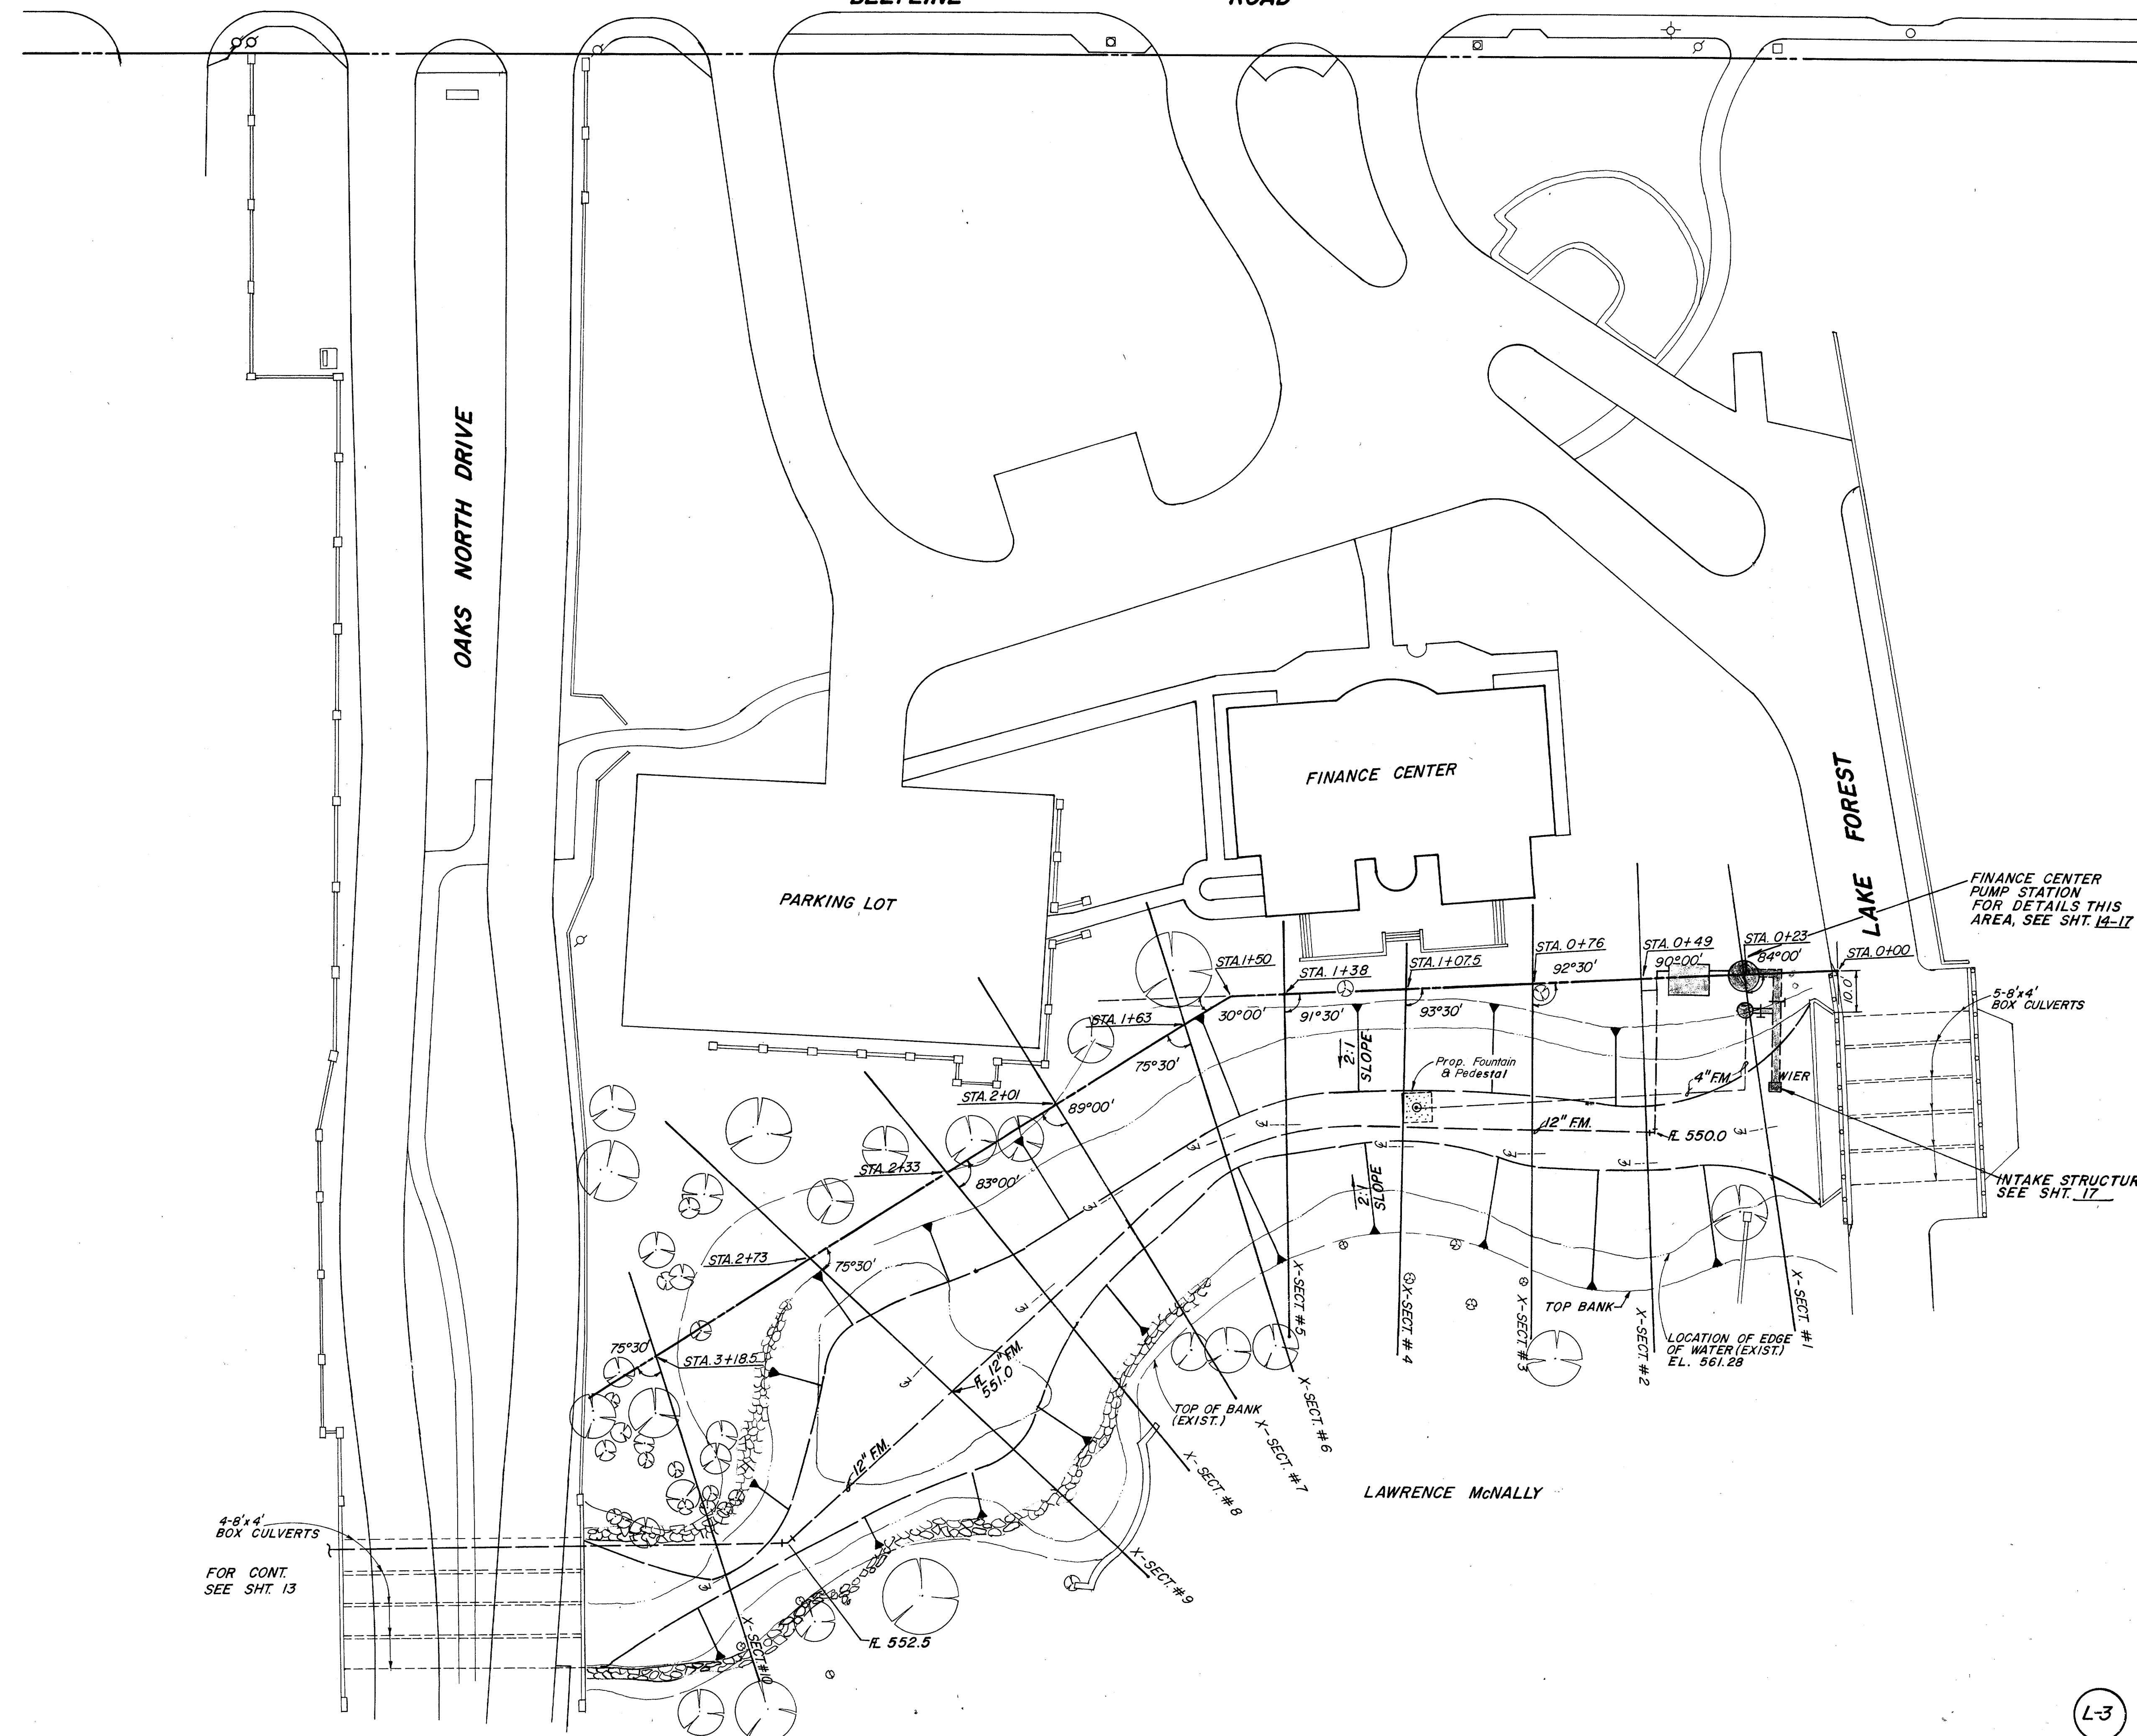 BELTLINE ROAD
OAKS NORTH DRIVE
FINANCE CENTER
LAKE FOREST
PARKING LOT
FINANCE CENTER
PUMP STATION
FOR DETAILS THIS
AREA, SEE SHT. 14-17
STA. 0+76
STA. 0+49
STA. 0+23
STA. 0+00
STA. 1+50
STA. 1+38
STA. 1+07.5
92°30'
90°00'
84°00'
10.0'
5-8'x4'
BOX CULVERTS
STA. 1+63
30°00'
91°30'
93°30'
75°30'
2:1
SLOPE
Prop. Fountain
& Pedestal
4" F.M.
WIER
STA. 2+01
89°00'
12" F.M.
FL 550.0
STA. 2+33
83°00'
2:1
SLOPE
INTAKE STRUCTUR
SEE SHT. 17
STA. 2+73
75°30'
X-SECT. #5
X-SECT. #4
X-SECT #3
X-SECT #2
X-SECT. #1
TOP BANK
LOCATION OF EDGE
OF WATER (EXIST.)
EL. 561.28
75°30'
STA. 3+18.5
FL 12" F.M.
551.0
TOP OF BANK
(EXIST.)
X-SECT. #6
X-SECT. #7
X-SECT. #8
12" F.M.
LAWRENCE McNALLY
4-8'x4'
BOX CULVERTS
FOR CONT.
SEE SHT. 13
X-SECT. #9
X-SECT. #10
FL 552.5
L-3